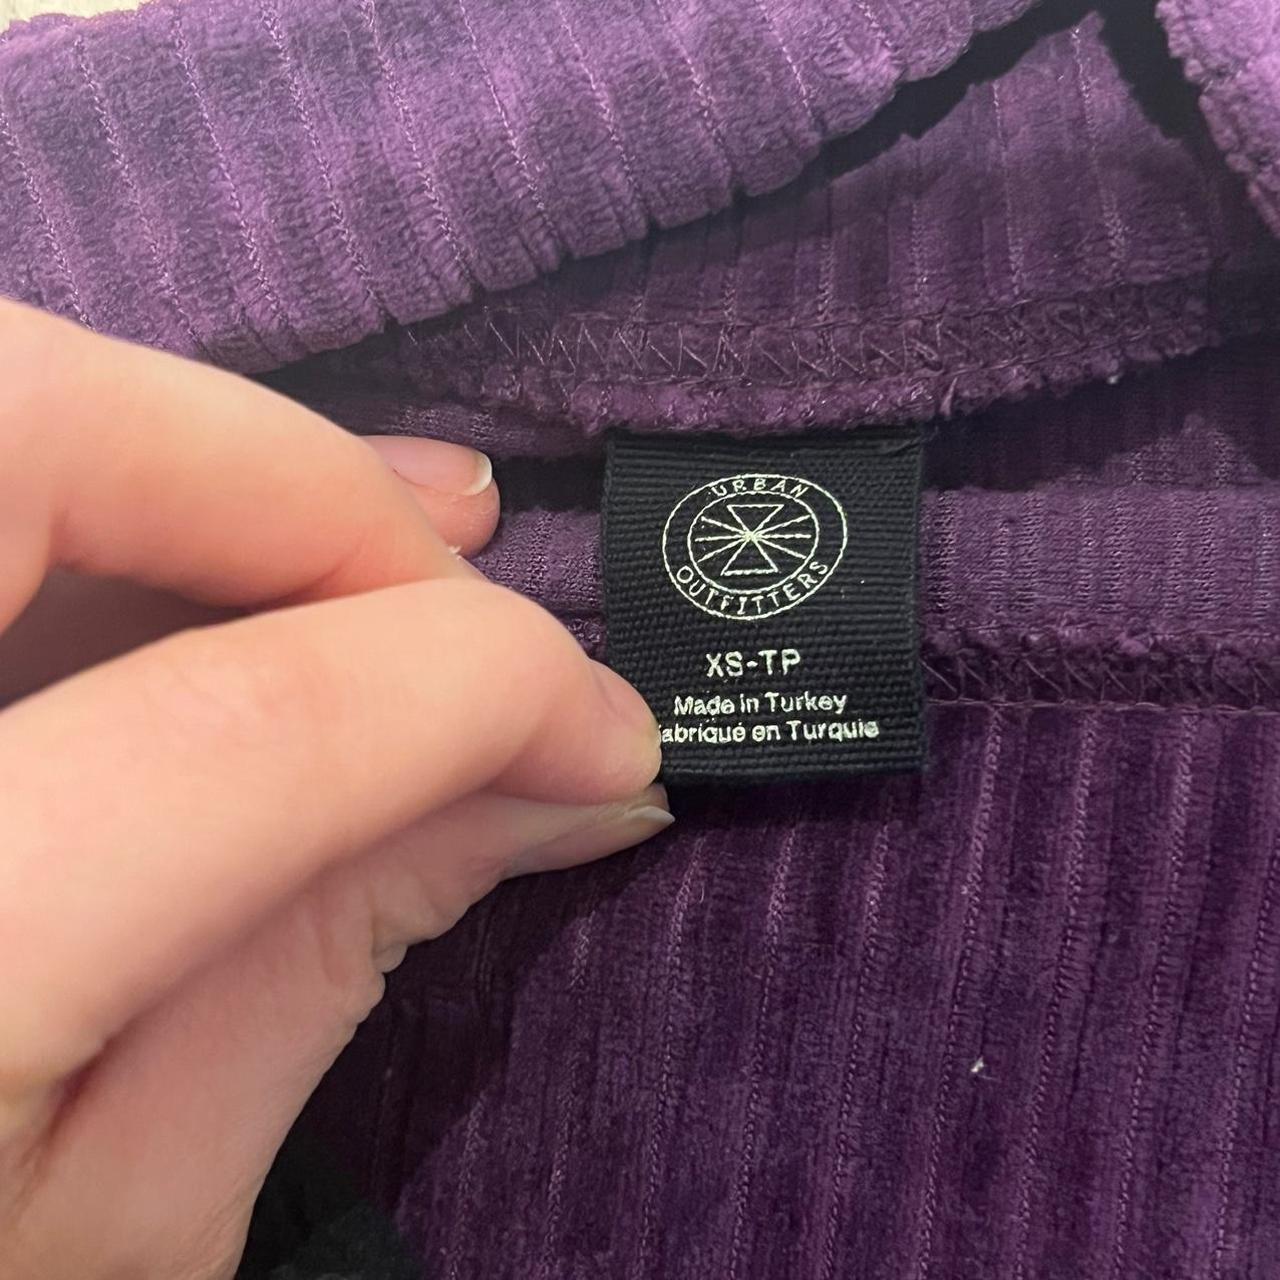 URBAN
OUTFITTERS
XS-TP
Made in Turkey
abriqué en Turquie